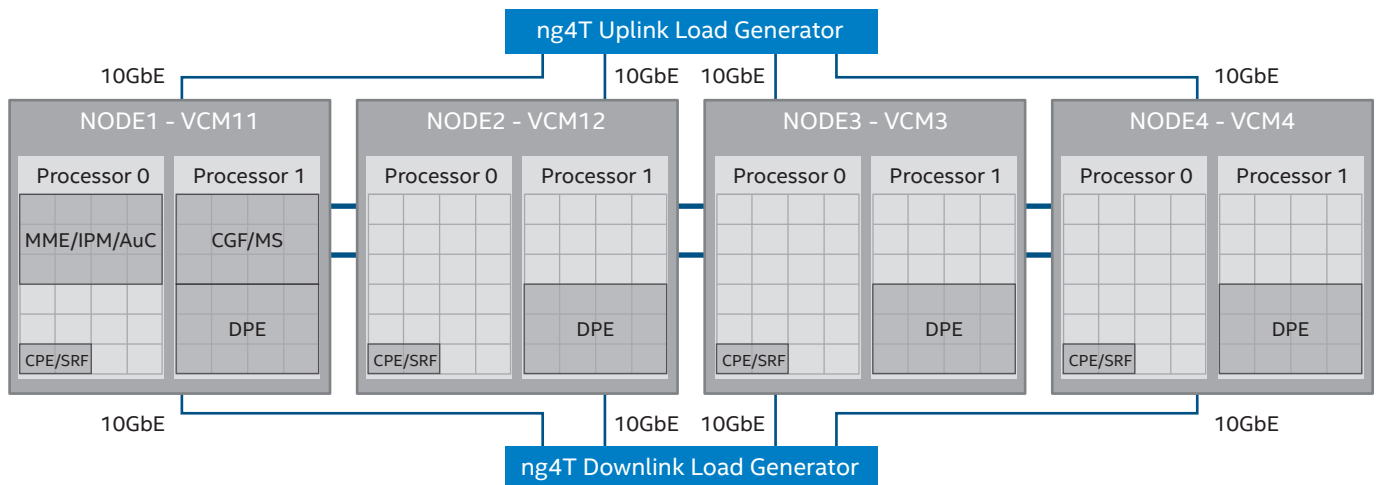 ng4T Uplink Load Generator
10GbE
10GbE
10GbE
10GbE
NODE1 - VCM11
NODE2 - VCM12
NODE3 - VCM3
NODE4 - VCM4
Processor 0
Processor 1
Processor 0
Processor 1
Processor 0
Processor 1
Processor 0
Processor 1
MME/IPM/AuC
CGF/MS
DPE
DPE
DPE
DPE
CPE/SRF
CPE/SRF
CPE/SRF
CPE/SRF
10GbE
10GbE
10GbE
10GbE
ng4T Downlink Load Generator